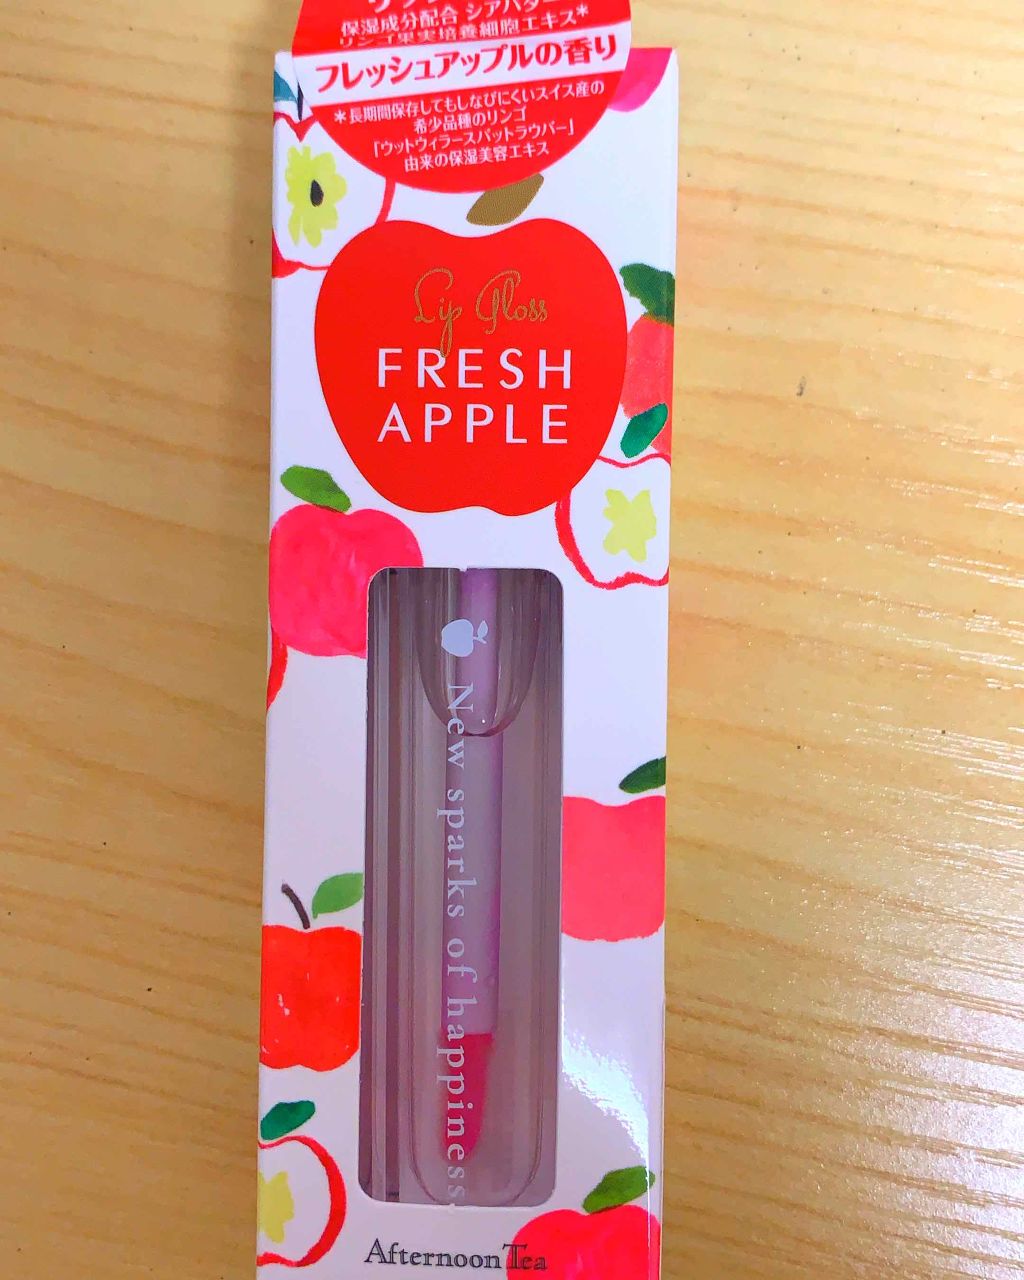 保湿成分配合 シアバター
リンゴ果実培養細胞エキス*
フレッシュアップルの香り
*長期間保存してもしなびにくいスイス産の
希少品種のリンゴ
「ウットウィラースパットラウバー」
由来の保湿美容エキス
Lip Gloss
FRESH
APPLE
New sparks of happiness
Afternoon Tea